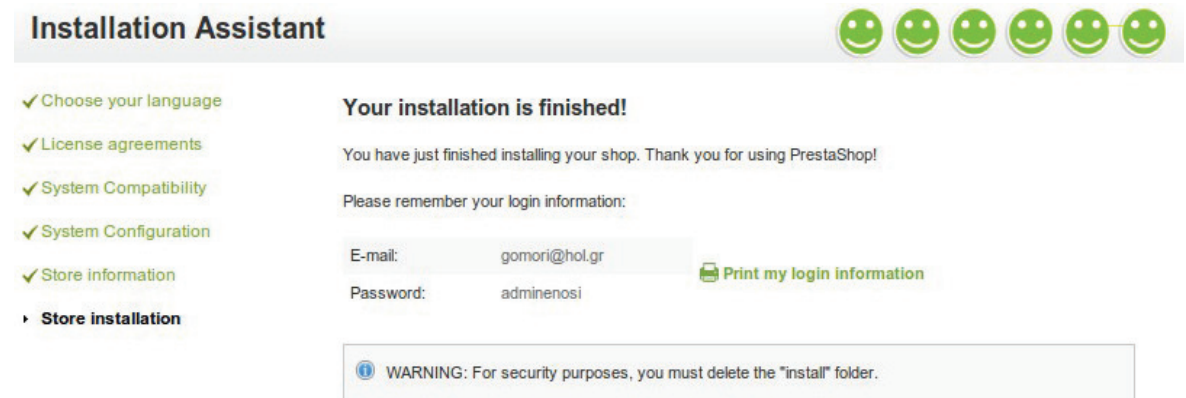 Installation Assistant
Choose your language
License agreements
System Compatibility
System Configuration
Store information
Store installation
Your installation is finished!
You have just finished installing your shop. Thank you for using PrestaShop!
Please remember your login information:
E-mail: gomori@hol.gr
Password: adminenosi
Print my login information
WARNING: For security purposes, you must delete the "install" folder.